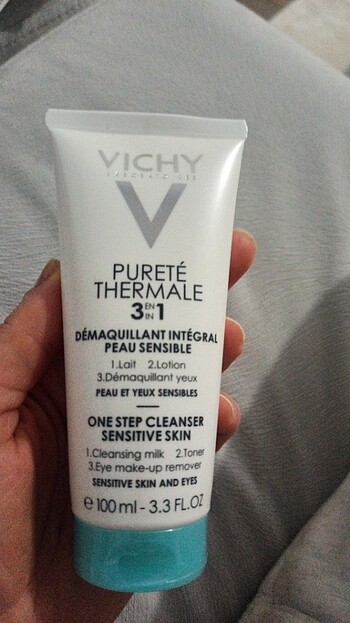 VICHY
LABORATOIRES
V
PURETÉ
THERMALE
3 EN IN 1
DÉMAQUILLANT INTÉGRAL
PEAU SENSIBLE
1.Lait 2.Lotion
3.Démaquillant yeux
PEAU ET YEUX SENSIBLES
ONE STEP CLEANSER
SENSITIVE SKIN
1.Cleansing milk 2.Toner
3.Eye make-up remover
SENSITIVE SKIN AND EYES
e 100 ml - 3.3 FL.OZ